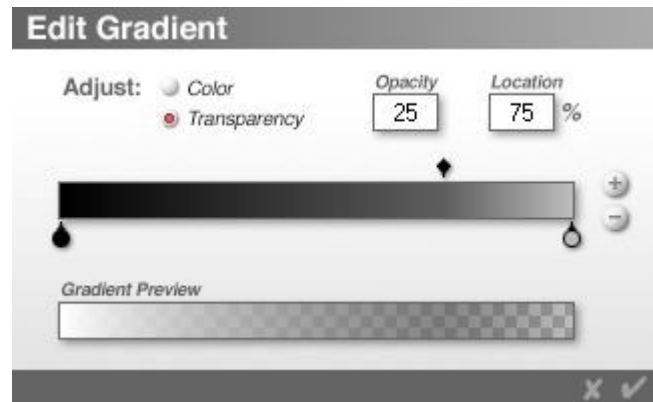 Edit Gradient
Adjust: Color
Transparency
Opacity
25
Location
75 %
Gradient Preview